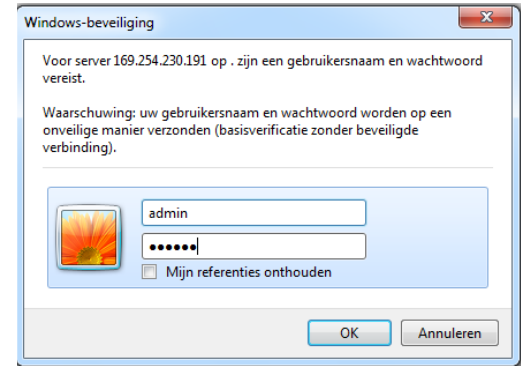 Windows-beveiliging
Voor server 169.254.230.191 op . zijn een gebruikersnaam en wachtwoord
vereist.
Waarschuwing: uw gebruikersnaam en wachtwoord worden op een
onveilige manier verzonden (basisverificatie zonder beveiligde
verbinding).
admin
●●●●●●
Mijn referenties onthouden
OK
Annuleren